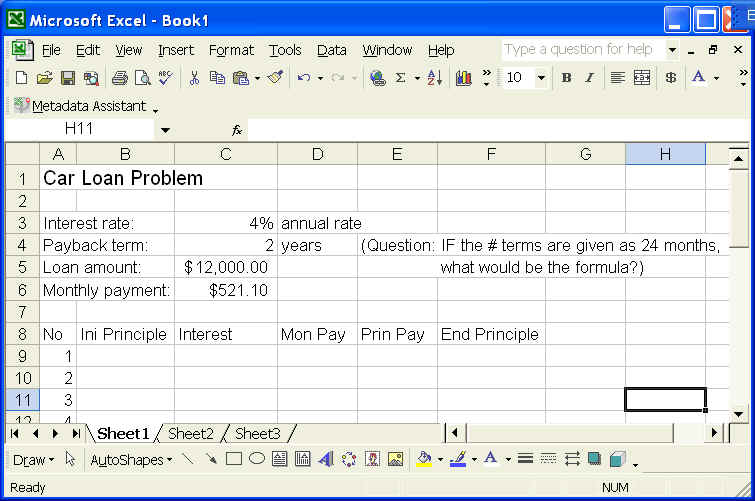 Microsoft Excel - Book1
File Edit View Insert Format Tools Data Window Help Type a question for help
10 B I $ A
Metadata Assistant
H11 fx
A B C D E F G H
1 Car Loan Problem
2
3 Interest rate: 4% annual rate
4 Payback term: 2 years (Question: IF the # terms are given as 24 months,
5 Loan amount: $12,000.00 what would be the formula?)
6 Monthly payment: $521.10
7
8 No Ini Principle Interest Mon Pay Prin Pay End Principle
9 1
10 2
11 3
12 4
Sheet1 Sheet2 Sheet3
Draw AutoShapes A A
Ready NUM